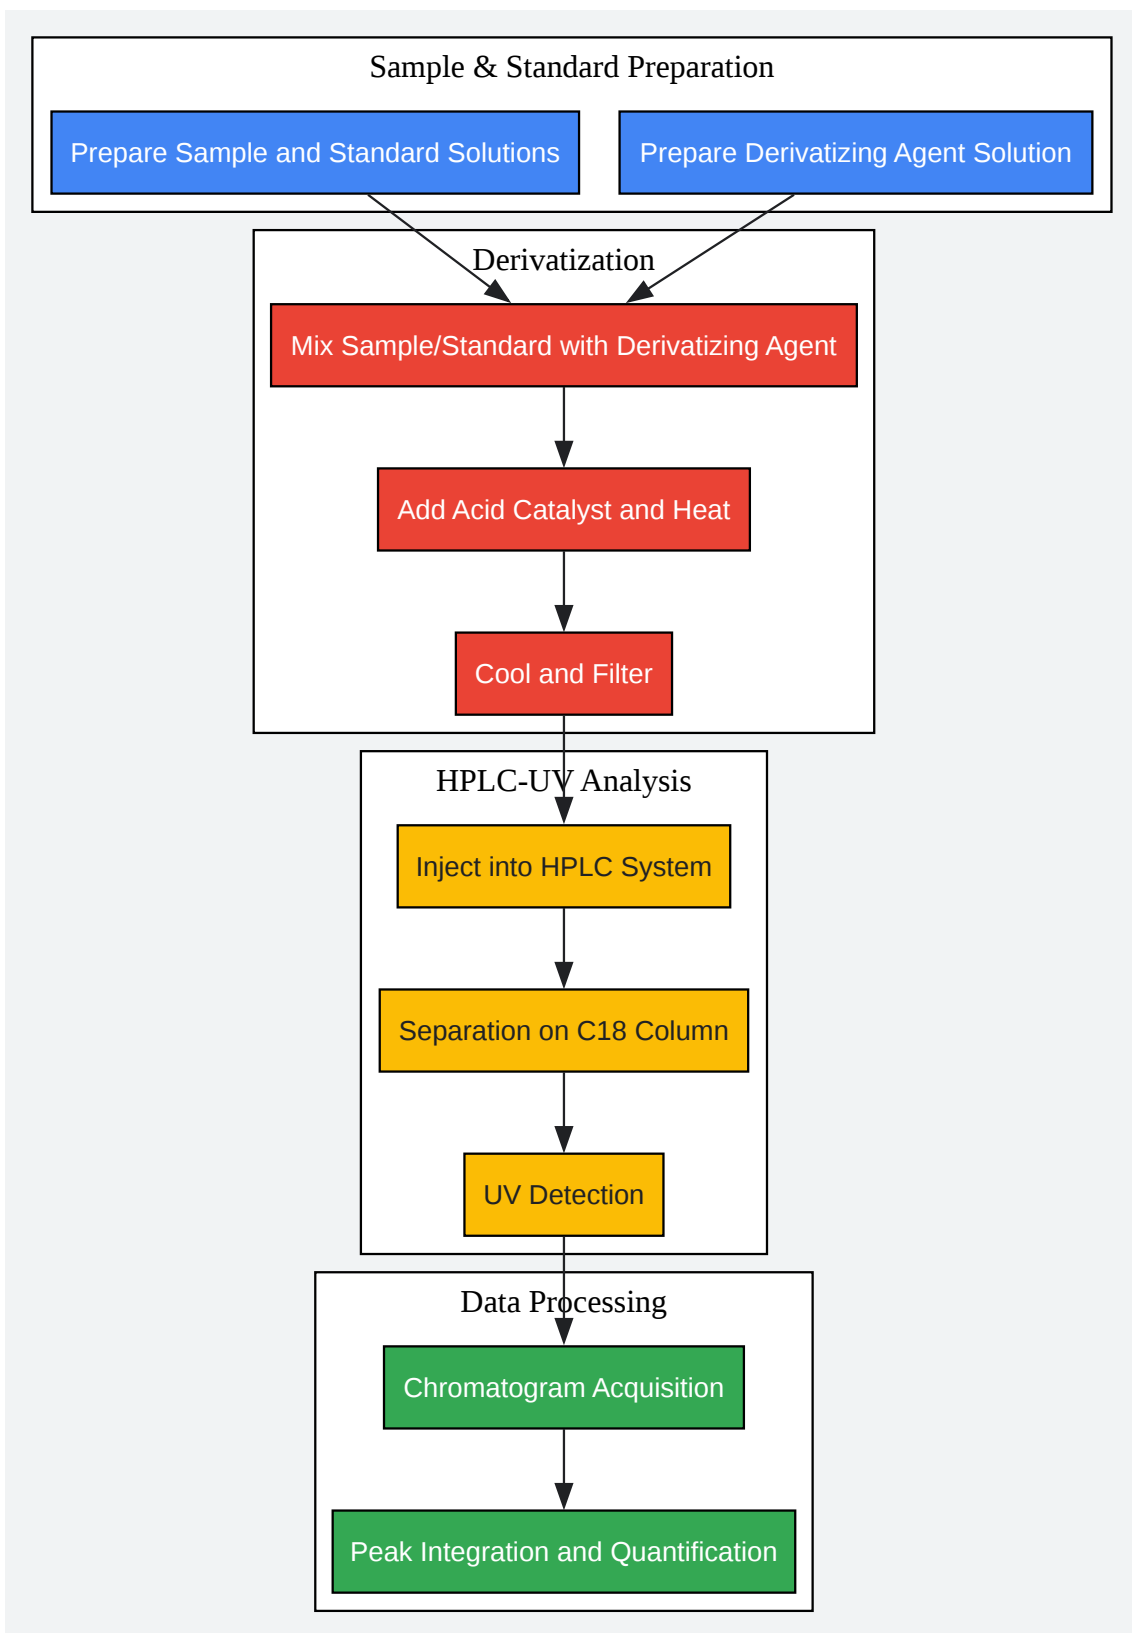 Sample & Standard Preparation
Prepare Sample and Standard Solutions
Prepare Derivatizing Agent Solution
Derivatization
Mix Sample/Standard with Derivatizing Agent
Add Acid Catalyst and Heat
Cool and Filter
HPLC-UV Analysis
Inject into HPLC System
Separation on C18 Column
UV Detection
Data Processing
Chromatogram Acquisition
Peak Integration and Quantification